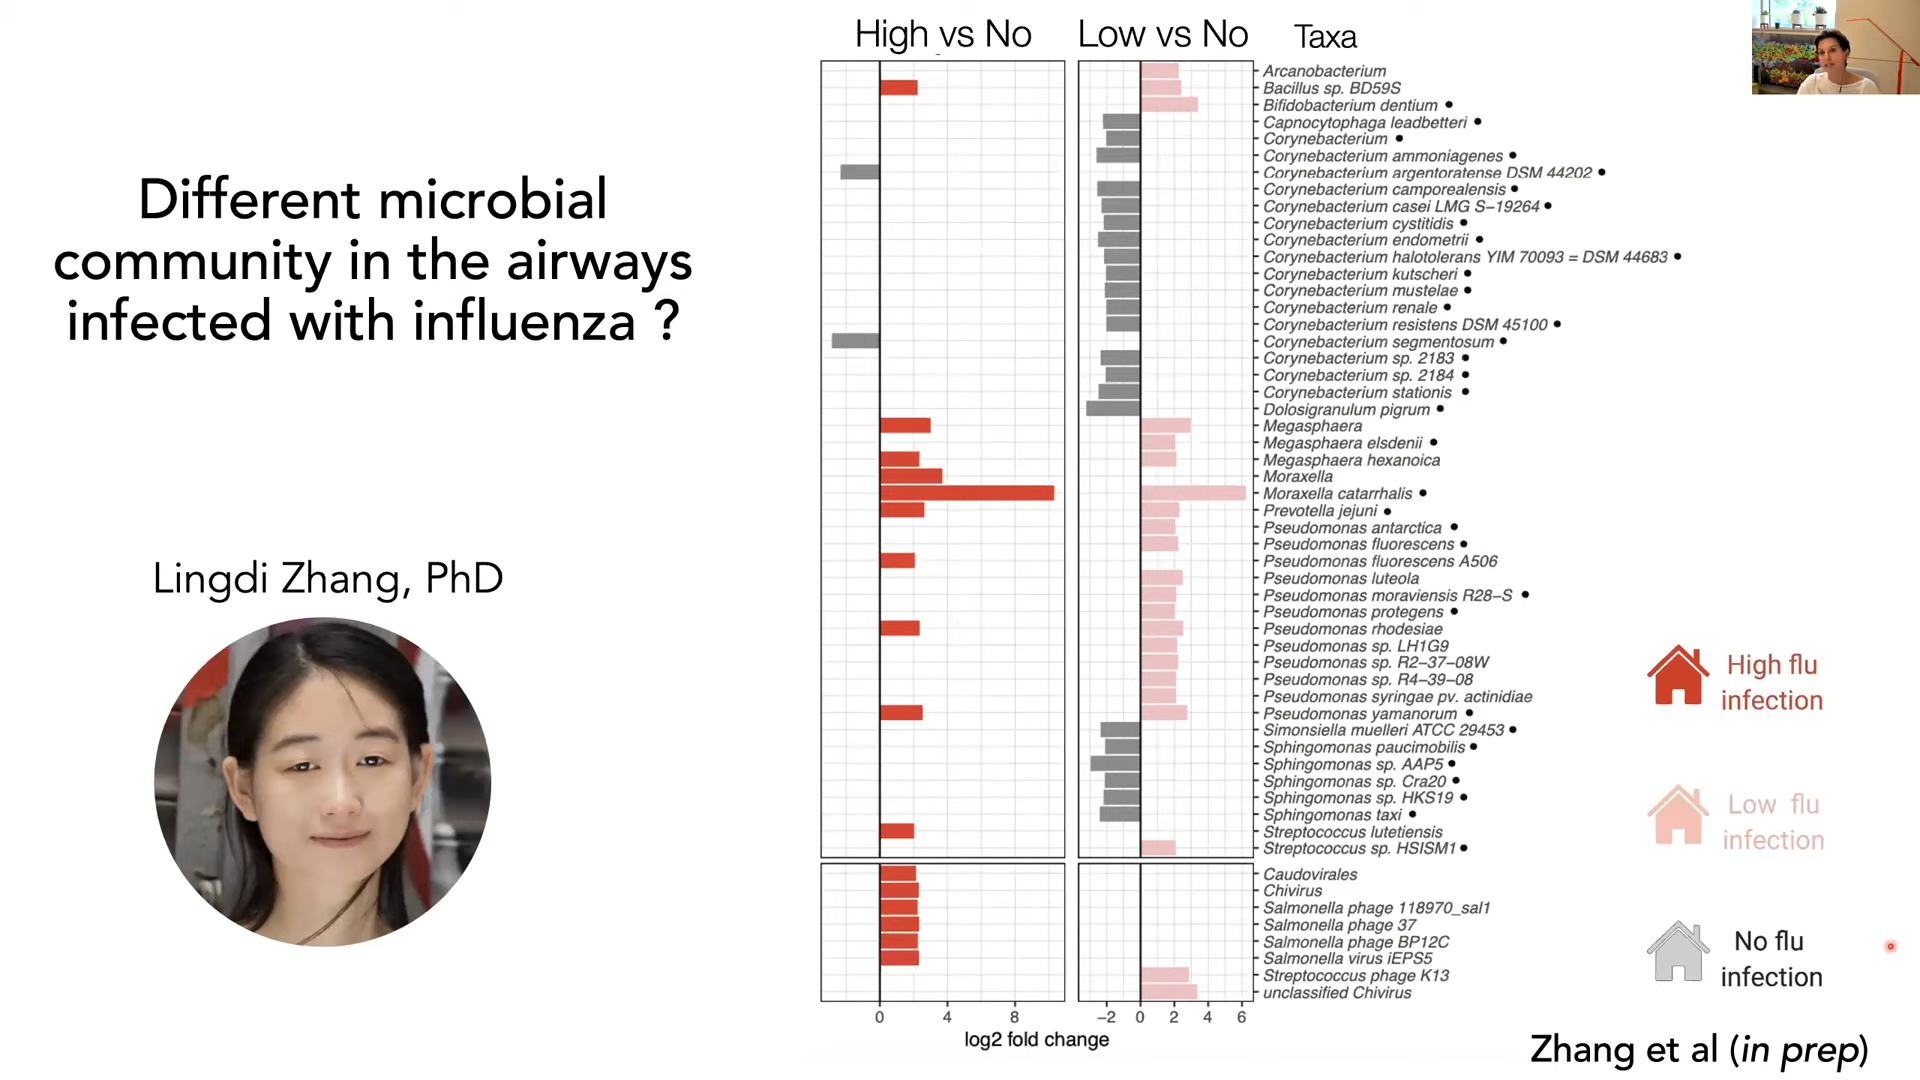 High vs No
Low vs No
Taxa
Different microbial
community in the airways
infected with influenza ?
Lingdi Zhang, PhD
Arcanobacterium
Bacillus sp. BD59S
Bifidobacterium dentium •
Capnocytophaga leadbetteri •
Corynebacterium •
Corynebacterium ammoniagenes •
Corynebacterium argentoratense DSM 44202 •
Corynebacterium camporealensis •
Corynebacterium casei LMG S−19264 •
Corynebacterium cystitidis •
Corynebacterium endometrii •
Corynebacterium halotolerans YIM 70093 = DSM 44683 •
Corynebacterium kutscheri •
Corynebacterium mustelae •
Corynebacterium renale •
Corynebacterium resistens DSM 45100 •
Corynebacterium segmentosum •
Corynebacterium sp. 2183 •
Corynebacterium sp. 2184 •
Corynebacterium stationis •
Dolosigranulum pigrum •
Megasphaera
Megasphaera elsdenii •
Megasphaera hexanoica
Moraxella
Moraxella catarrhalis •
Prevotella jejuni •
Pseudomonas antarctica •
Pseudomonas fluorescens •
Pseudomonas fluorescens A506
Pseudomonas luteola
Pseudomonas moraviensis R28−S •
Pseudomonas protegens •
Pseudomonas rhodesiae
Pseudomonas sp. LH1G9
Pseudomonas sp. R2−37−08W
Pseudomonas sp. R4−39−08
Pseudomonas syringae pv. actinidiae
Pseudomonas yamanorum •
Simonsiella muelleri ATCC 29453 •
Sphingomonas paucimobilis •
Sphingomonas sp. AAP5 •
Sphingomonas sp. Cra20 •
Sphingomonas sp. HKS19 •
Sphingomonas taxi •
Streptococcus lutetiensis
Streptococcus sp. HSISM1 •
Caudovirales
Chivirus
Salmonella phage 118970_sal1
Salmonella phage 37
Salmonella phage BP12C
Salmonella virus iEPS5
Streptococcus phage K13
unclassified Chivirus
0 4 8
−2 0 2 4 6
log2 fold change
High flu
infection
Low flu
infection
No flu
infection
Zhang et al (in prep)